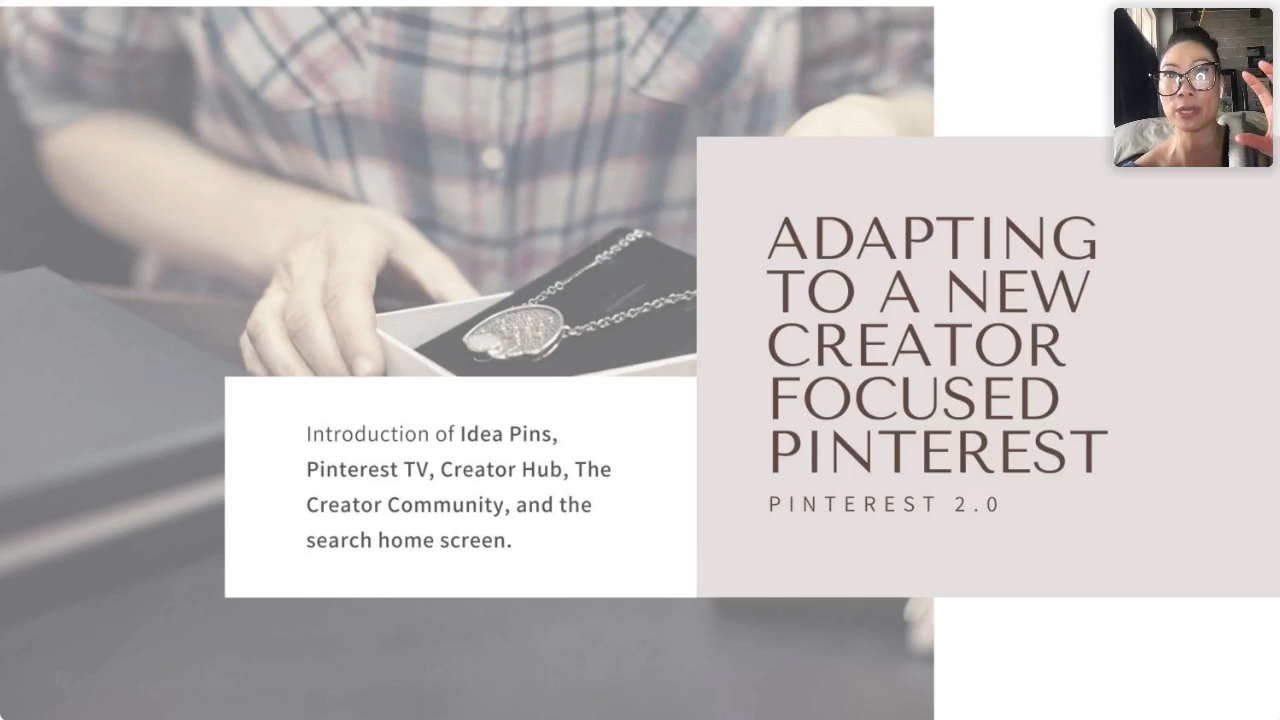 ADAPTING
TO A NEW
CREATOR
FOCUSED
PINTEREST
PINTEREST 2.0
Introduction of Idea Pins,
Pinterest TV, Creator Hub, The
Creator Community, and the
search home screen.